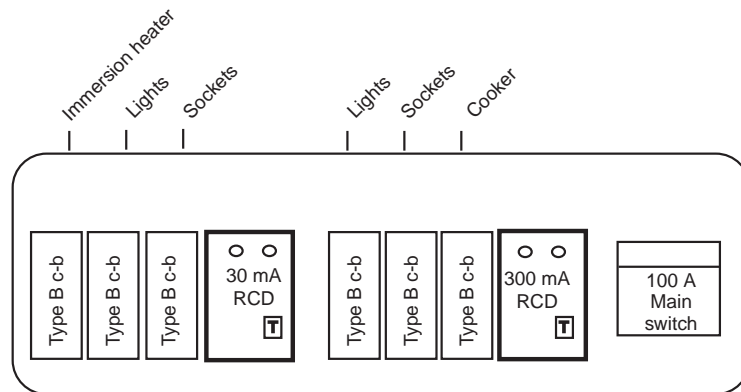 Immersion heater
Lights
Sockets
Lights
Sockets
Cooker
Type B c-b
Type B c-b
Type B c-b
30 mA
RCD
T
Type B c-b
Type B c-b
Type B c-b
300 mA
RCD
T
100 A
Main
switch